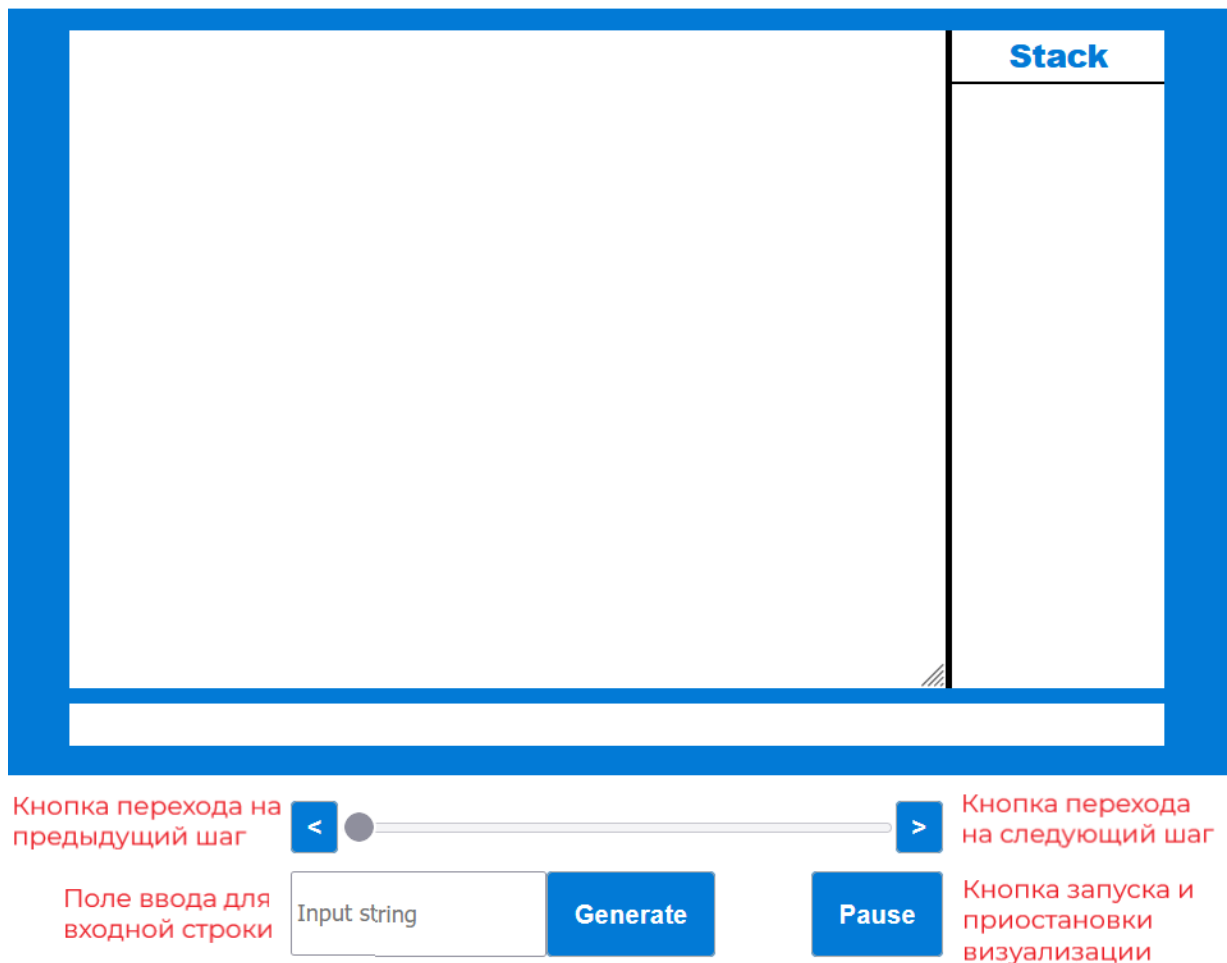 Stack
Кнопка перехода на
предыдущий шаг
<
>
Кнопка перехода
на следующий шаг
Поле ввода для
входной строки
Input string
Generate
Pause
Кнопка запуска и
приостановки
визуализации